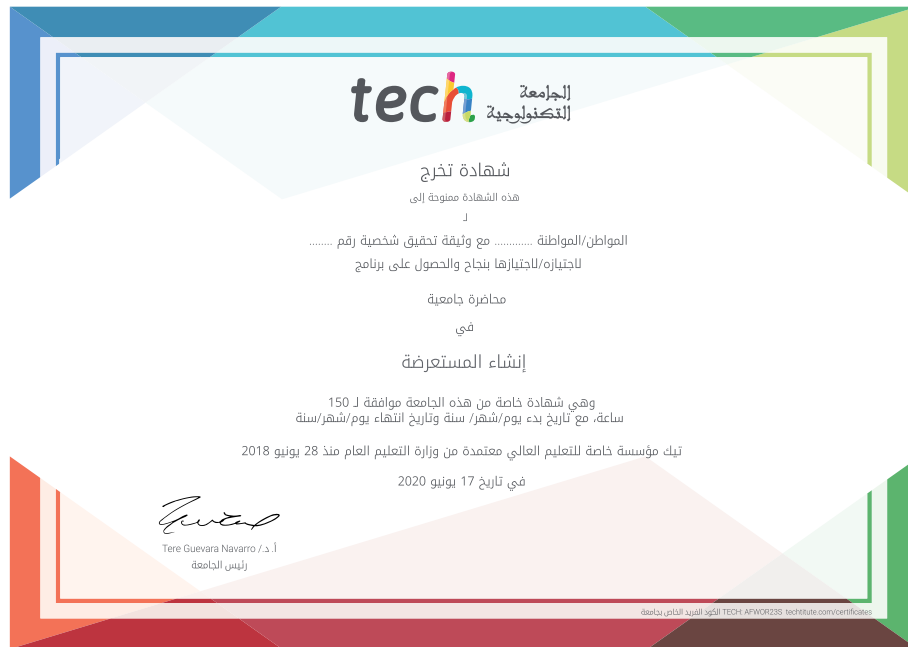 tech الجامعة
التكنولوجية
شهادة تخرج
هذه الشهادة ممنوحة إلى
لـ
المواطن/المواطنة ............. مع وثيقة تحقيق شخصية رقم ........
لاجتيازه/لاجتيازها بنجاح والحصول على برنامج
محاضرة جامعية
في
إنشاء المستعرضة
وهي شهادة خاصة من هذه الجامعة موافقة لـ 150
ساعة، مع تاريخ بدء يوم/شهر/ سنة وتاريخ انتهاء يوم/شهر/سنة
تيك مؤسسة خاصة للتعليم العالي معتمدة من وزارة التعليم العام منذ 28 يونيو 2018
في تاريخ 17 يونيو 2020
أ. د./ Tere Guevara Navarro
رئيس الجامعة
الكود الفريد الخاص بجامعة TECH: AFWOR23S techtitute.com/certificates